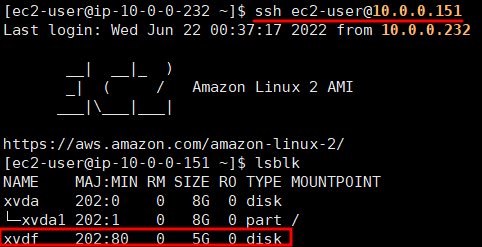 [ec2-user@ip-10-0-0-232 ~]$ ssh ec2-user@10.0.0.151
Last login: Wed Jun 22 00:37:17 2022 from 10.0.0.232

       __|  __|_  )
       _|  (     /   Amazon Linux 2 AMI
      ___|\___|___|

https://aws.amazon.com/amazon-linux-2/
[ec2-user@ip-10-0-0-151 ~]$ lsblk
NAME    MAJ:MIN RM SIZE RO TYPE MOUNTPOINT
xvda    202:0    0   8G  0 disk
└─xvda1 202:1    0   8G  0 part /
xvdf    202:80   0   5G  0 disk